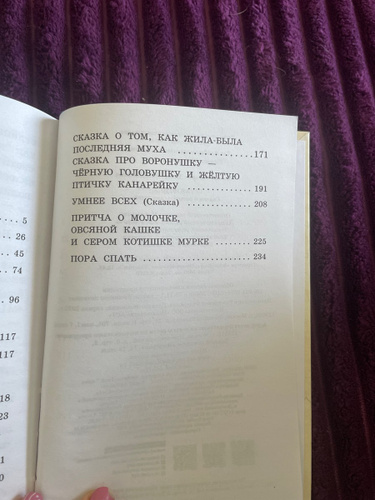 5
26
45
74
96
117
117
18
23
СКАЗКА О ТОМ, КАК ЖИЛА-БЫЛА
ПОСЛЕДНЯЯ МУХА ............... 171
СКАЗКА ПРО ВОРОНУШКУ —
ЧЁРНУЮ ГОЛОВУШКУ И ЖЁЛТУЮ
ПТИЧКУ КАНАРЕЙКУ ............... 191
УМНЕЕ ВСЕХ (Сказка) ............ 208
ПРИТЧА О МОЛОЧКЕ,
ОВСЯНОЙ КАШКЕ
И СЕРОМ КОТИШКЕ МУРКЕ ........ 225
ПОРА СПАТЬ ...................... 234